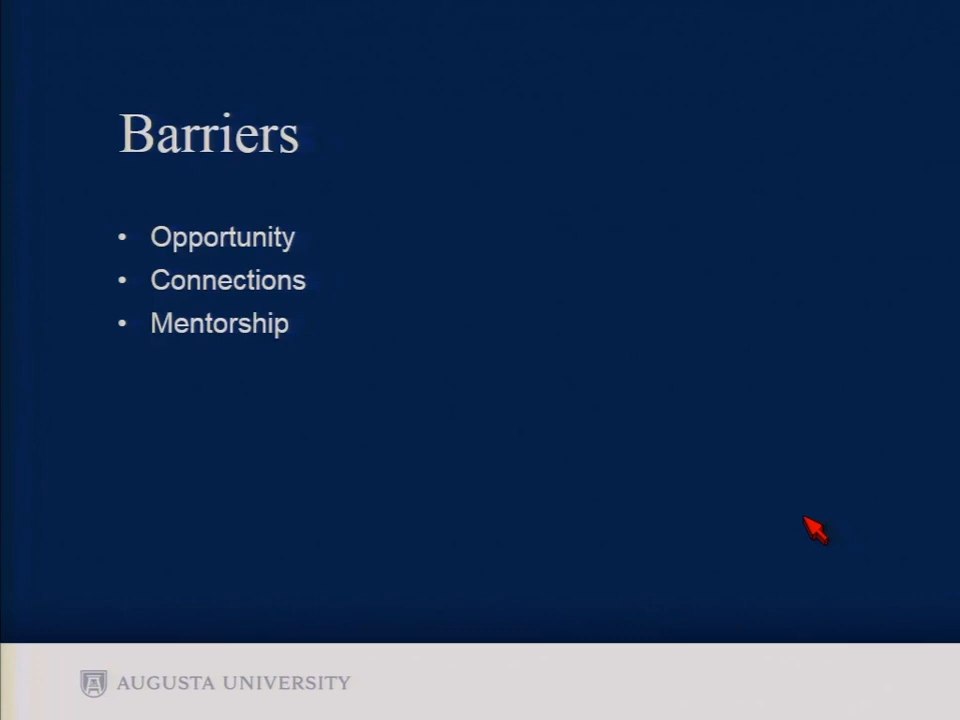 Barriers
• Opportunity
• Connections
• Mentorship
AUGUSTA UNIVERSITY